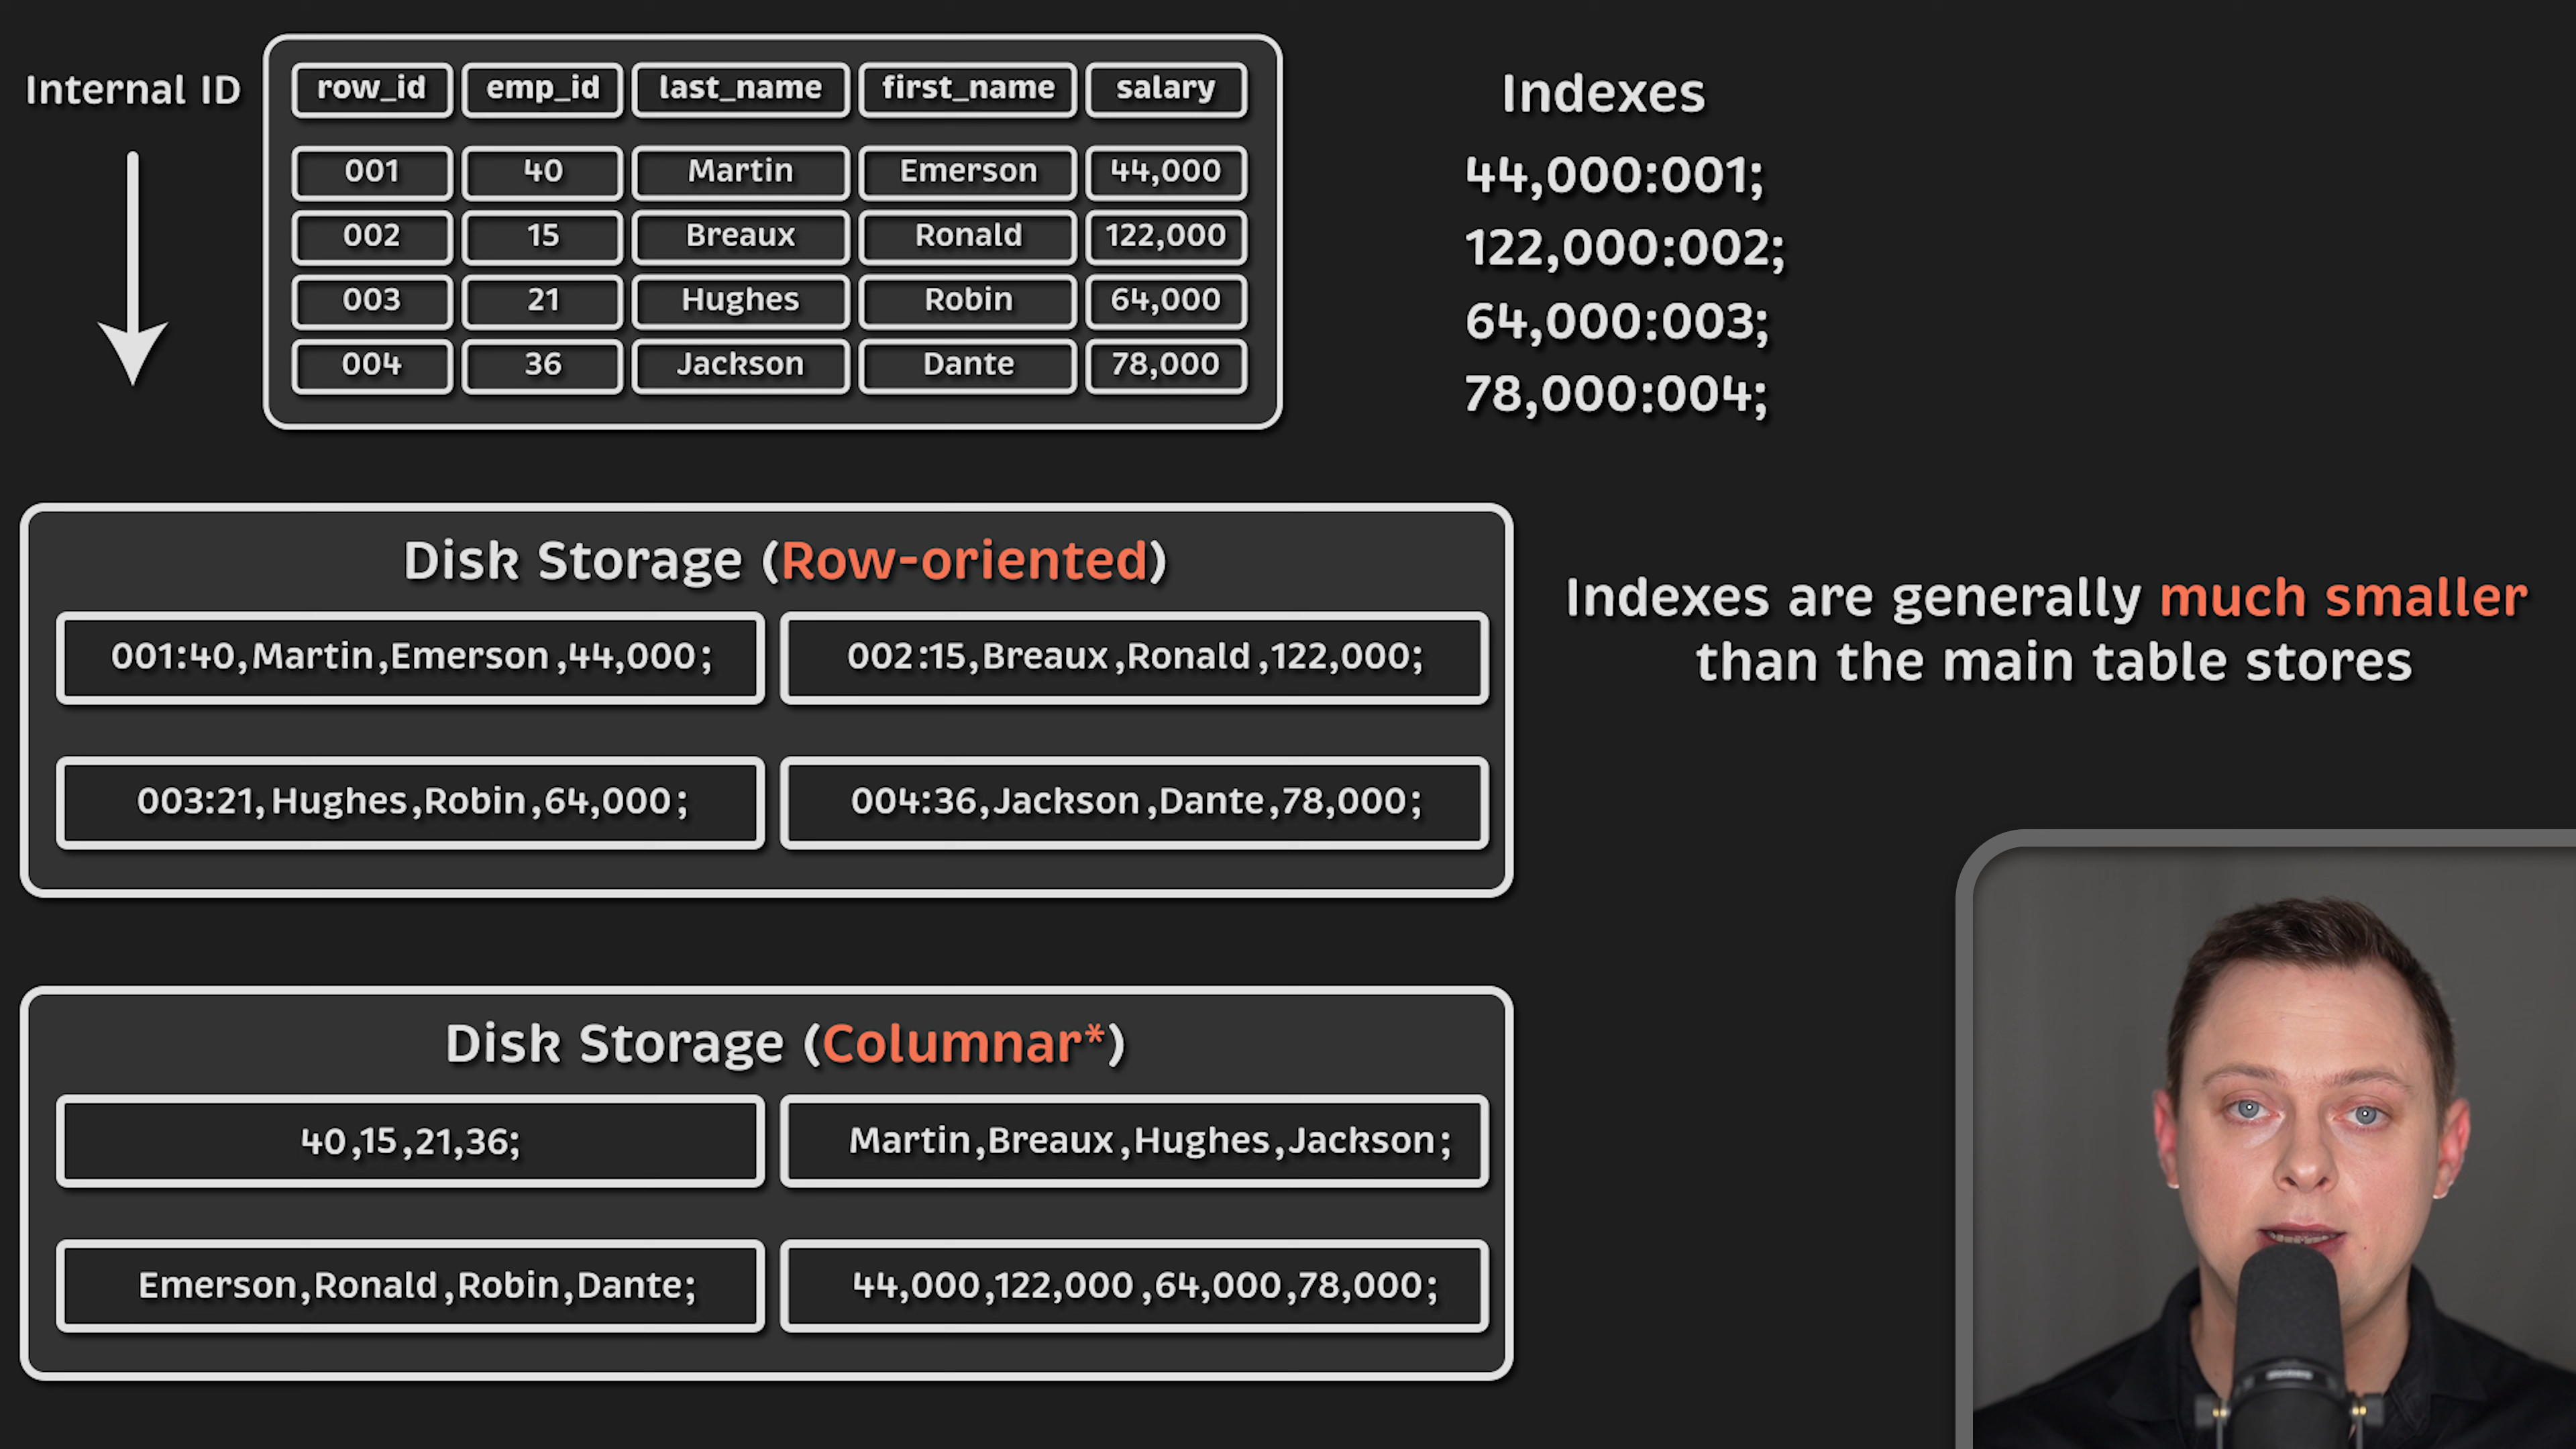 Internal ID
row_id emp_id last_name first_name salary
001 40 Martin Emerson 44,000
002 15 Breaux Ronald 122,000
003 21 Hughes Robin 64,000
004 36 Jackson Dante 78,000
Indexes
44,000:001;
122,000:002;
64,000:003;
78,000:004;
Disk Storage (Row-oriented)
001:40,Martin,Emerson,44,000; 002:15,Breaux,Ronald,122,000;
003:21,Hughes,Robin,64,000; 004:36,Jackson,Dante,78,000;
Indexes are generally much smaller
than the main table stores
Disk Storage (Columnar*)
40,15,21,36; Martin,Breaux,Hughes,Jackson;
Emerson,Ronald,Robin,Dante; 44,000,122,000,64,000,78,000;